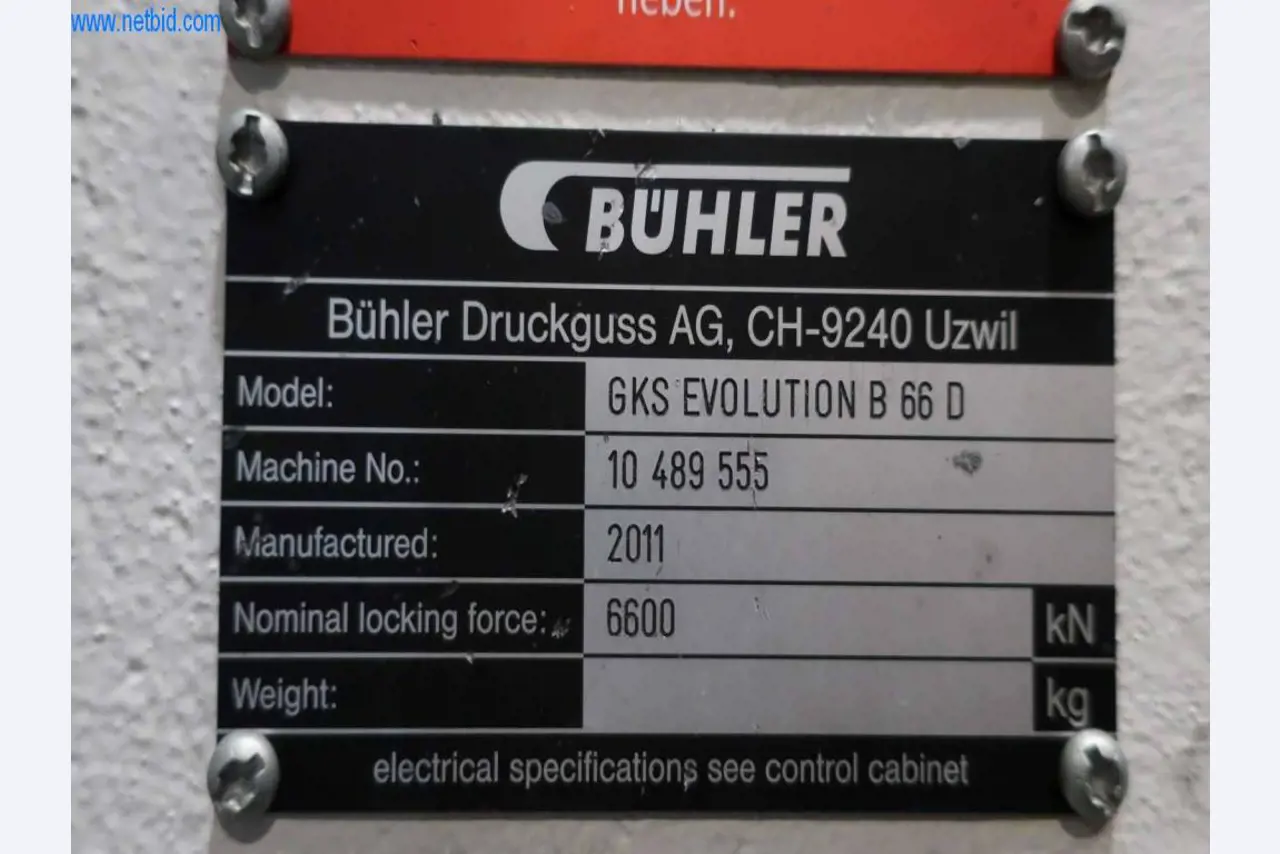 www.netbid.com
heben.
BÜHLER
Bühler Druckguss AG, CH-9240 Uzwil
Model: GKS EVOLUTION B 66 D
Machine No.: 10 489 555
Manufactured: 2011
Nominal locking force: 6600 kN
Weight: kg
electrical specifications see control cabinet